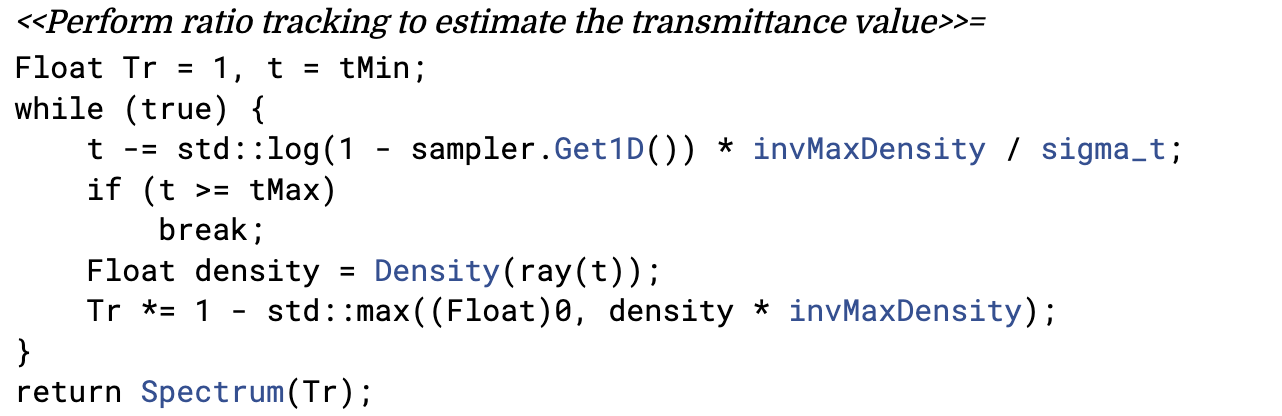 <<Perform ratio tracking to estimate the transmittance value>>=
Float Tr = 1, t = tMin;
while (true) {
    t -= std::log(1 - sampler.Get1D()) * invMaxDensity / sigma_t;
    if (t >= tMax)
        break;
    Float density = Density(ray(t));
    Tr *= 1 - std::max((Float)0, density * invMaxDensity);
}
return Spectrum(Tr);